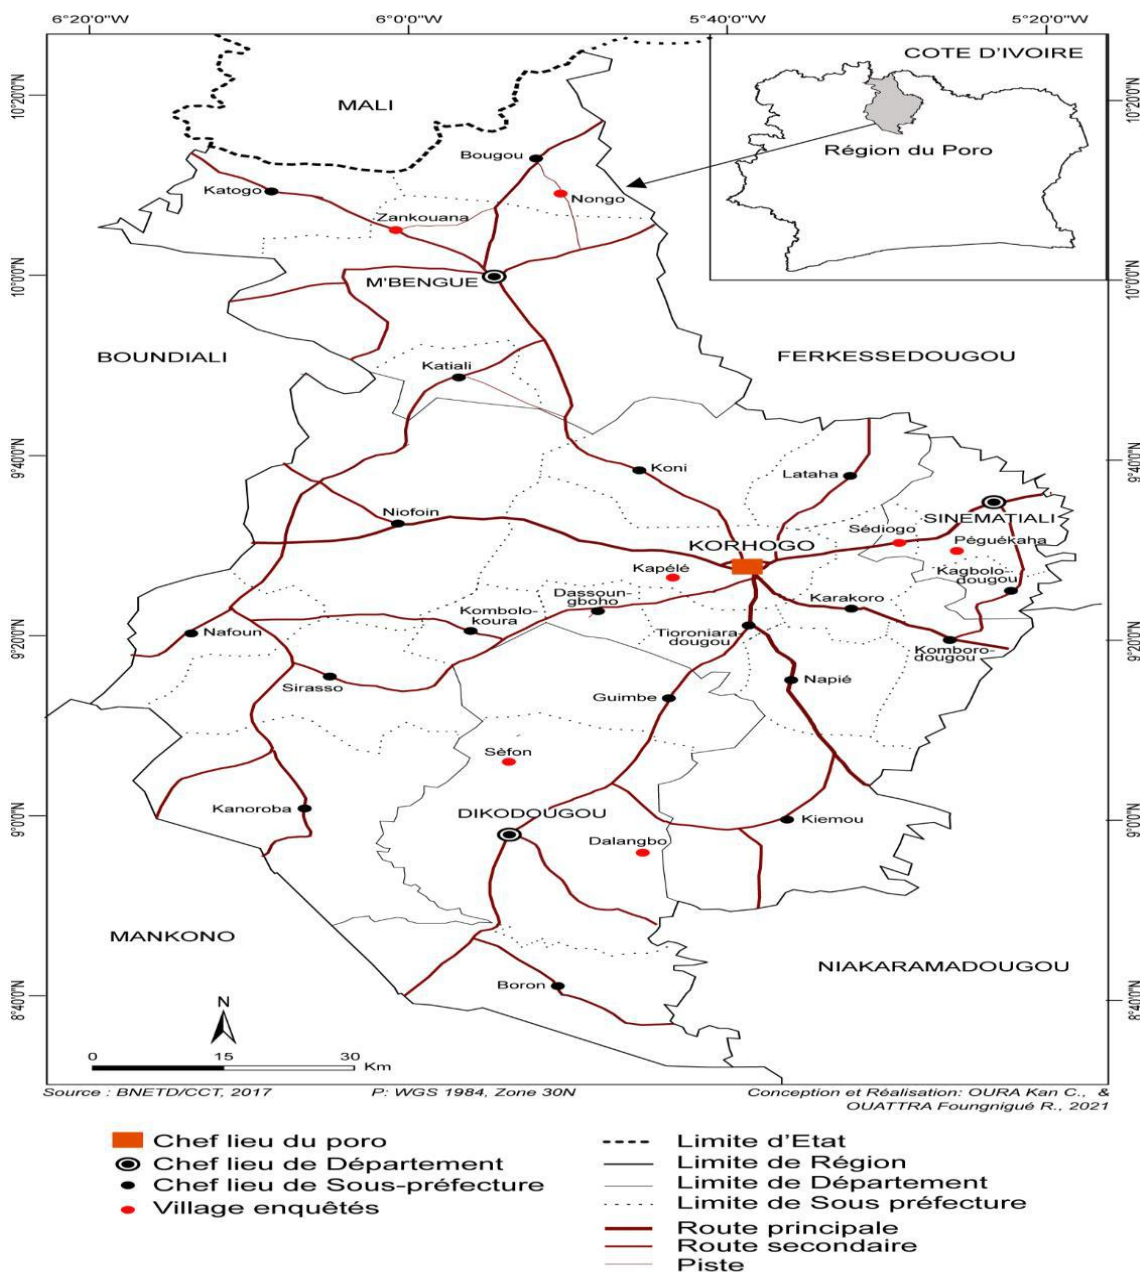 6°20'0"W
6°0'0"W
5°40'0"W
5°20'0"W
COTE D'IVOIRE
Région du Poro
10°20'0"N
10°0'0"N
9°40'0"N
9°20'0"N
9°0'0"N
8°40'0"N
MALI
Bougou
Katogo
Nongo
Zankouana
M'BENGUE
BOUNDIALI
FERKESSEDOUGOU
Katiali
Koni
Lataha
Niofoin
Sédiogo
SINEMATIALI
KORHOGO
Péguékaha
Kapélé
Kagbolo-
dougou
Dassoun-
gboho
Karakoro
Kombolo-
koura
Nafoun
Tioroniara-
dougou
Komboro-
dougou
Sirasso
Guimbe
Napié
Sèfon
Kanoroba
DIKODOUGOU
Kiemou
Dalangbo
MANKONO
NIAKARAMADOUGOU
Boron
N
0 15 30
Km
Source : BNETD/CCT, 2017
P: WGS 1984, Zone 30N
Conception et Réalisation: OURA Kan C., &
OUATTRA Foungnigué R., 2021
Chef lieu du poro
Chef lieu de Département
Chef lieu de Sous-préfecture
Village enquêtés
Limite d'Etat
Limite de Région
Limite de Département
Limite de Sous préfecture
Route principale
Route secondaire
Piste